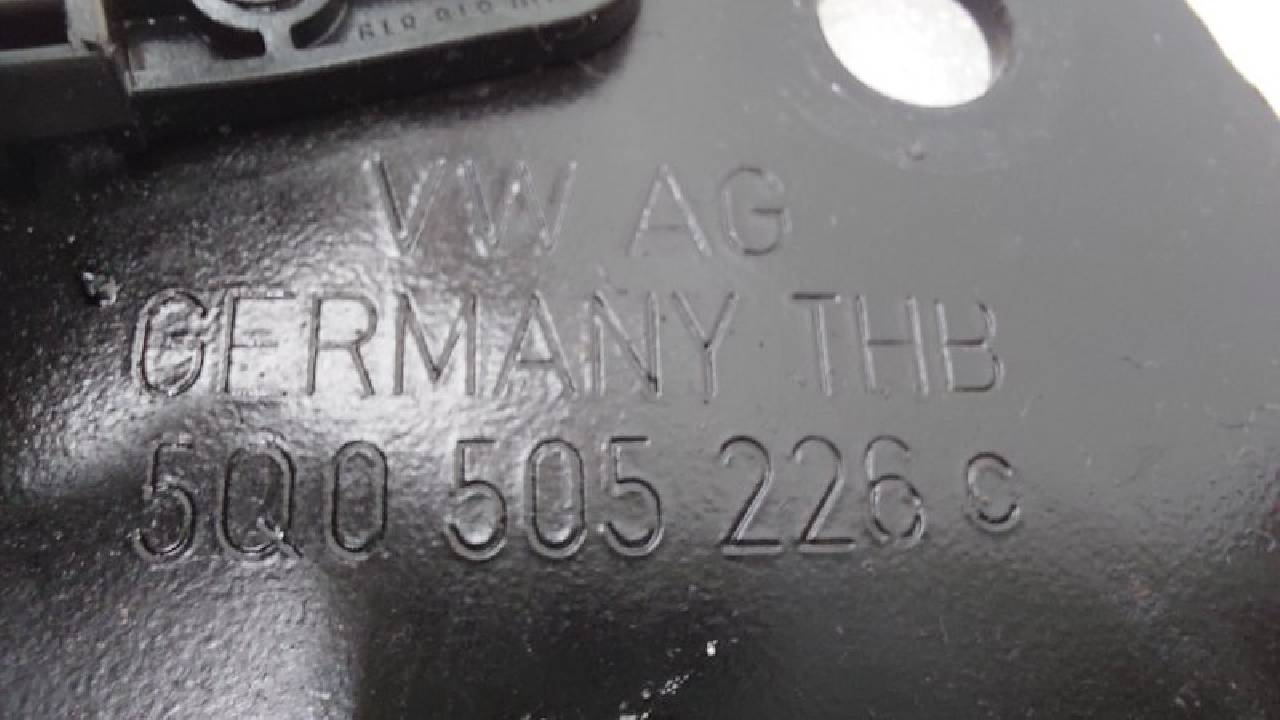 VW AG
GERMANY THB
5Q0 505 226 C